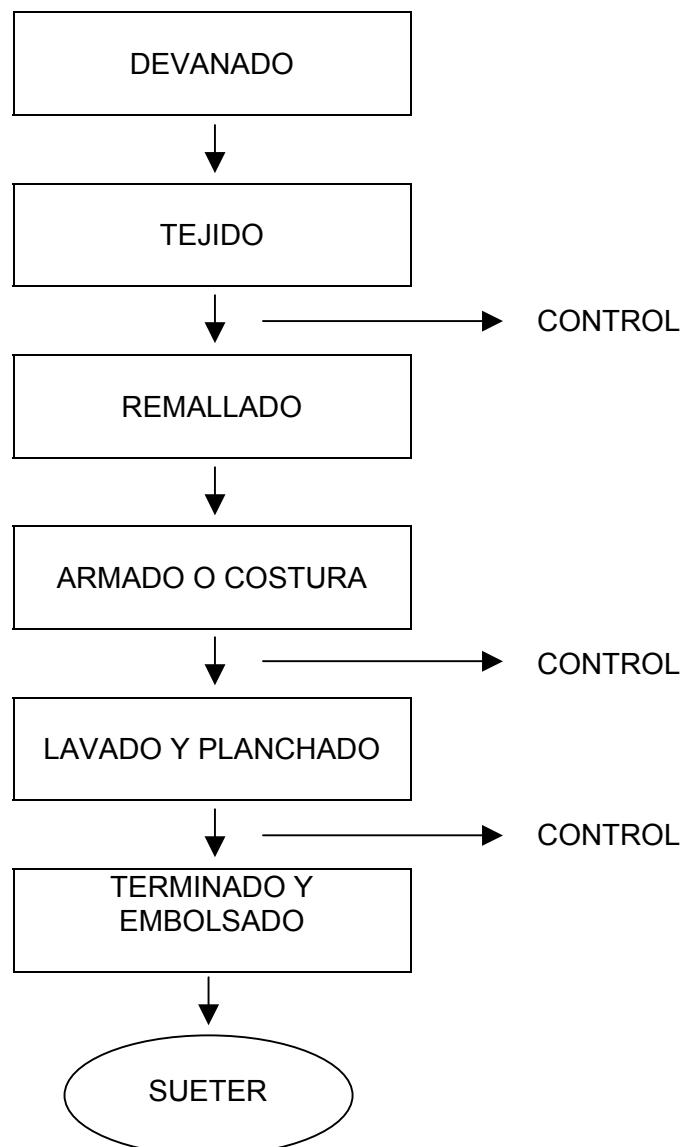 DEVANADO
TEJIDO
CONTROL
REMALLADO
ARMADO O COSTURA
CONTROL
LAVADO Y PLANCHADO
CONTROL
TERMINADO Y
EMBOLSADO
SUETER